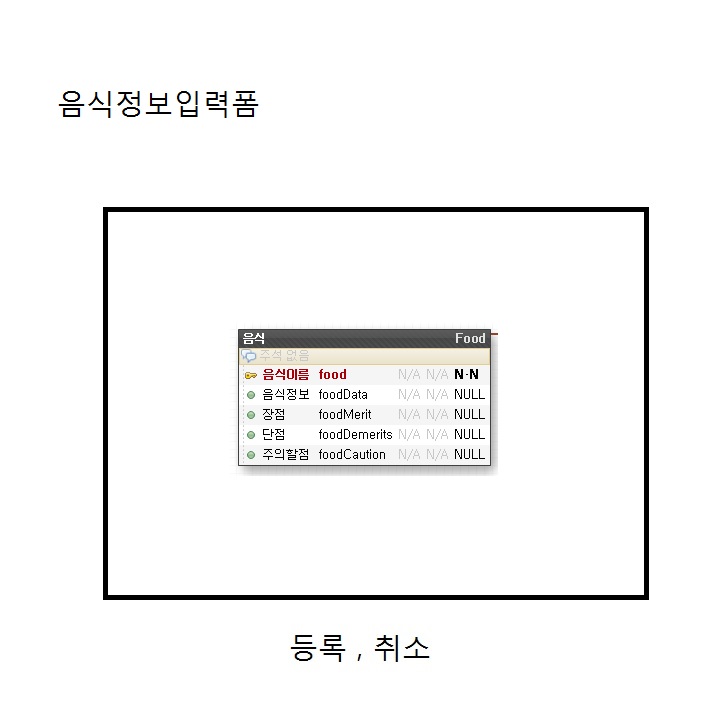 음식정보입력폼
음식 Food
주석 없음
음식이름 food N/A N/A N-N
음식정보 foodData N/A N/A NULL
장점 foodMerit N/A N/A NULL
단점 foodDemerits N/A N/A NULL
주의할점 foodCaution N/A N/A NULL
등록 , 취소